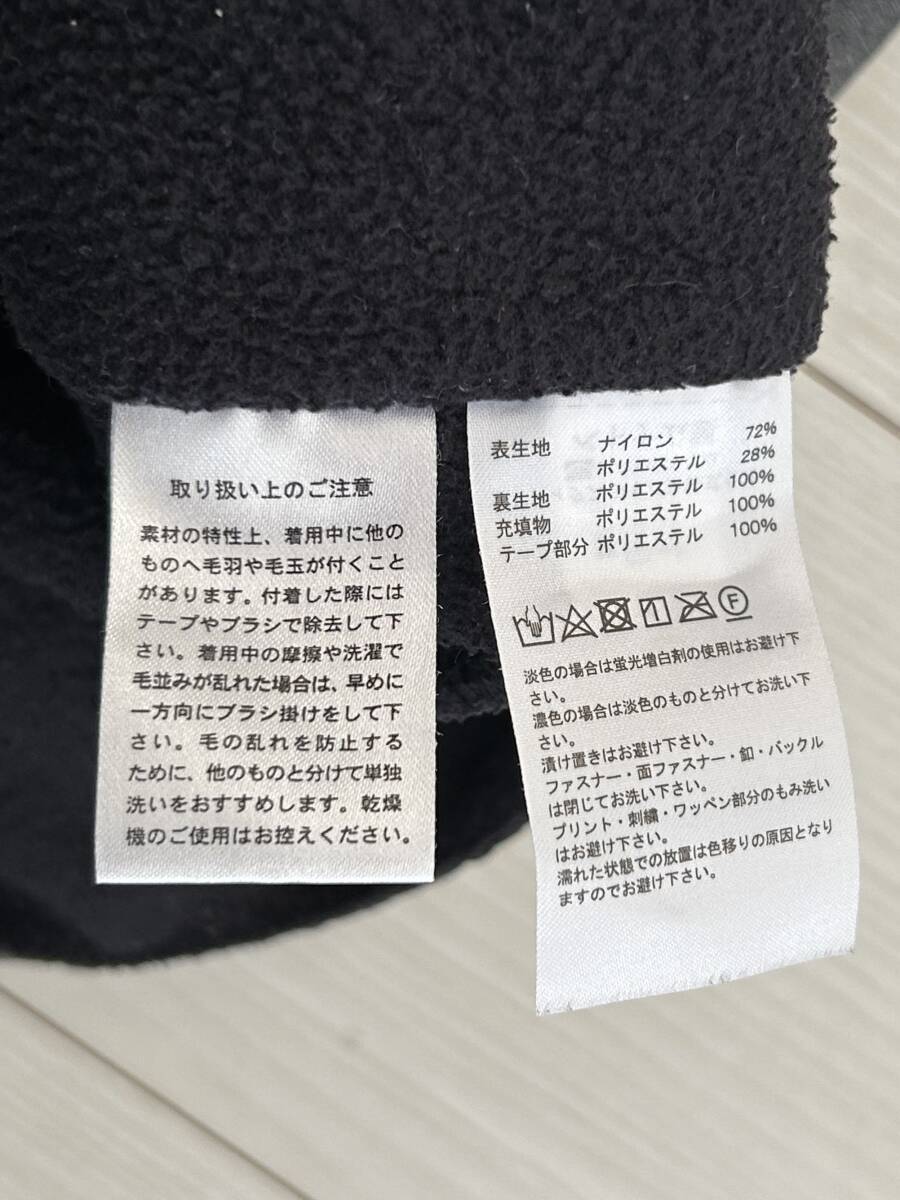 取り扱い上のご注意
素材の特性上、着用中に他の
ものへ毛羽や毛玉が付くこと
があります。付着した際には
テープやブラシで除去して下
さい。着用中の摩擦や洗濯で
毛並みが乱れた場合は、早めに
一方向にブラシ掛けをして下
さい。毛の乱れを防止する
ために、他のものと分けて単独
洗いをおすすめします。乾燥
機のご使用はお控えください。
表生地 ナイロン 72%
ポリエステル 28%
裏生地 ポリエステル 100%
充填物 ポリエステル 100%
テープ部分 ポリエステル 100%
F
淡色の場合は蛍光増白剤の使用はお避け下
さい。
濃色の場合は淡色のものと分けてお洗い下
さい。
漬け置きはお避け下さい。
ファスナー・面ファスナー・釦・バックル
は閉じてお洗い下さい。
プリント・刺繍・ワッペン部分のもみ洗い
はお避け下さい。
濡れた状態での放置は色移りの原因となり
ますのでお避け下さい。